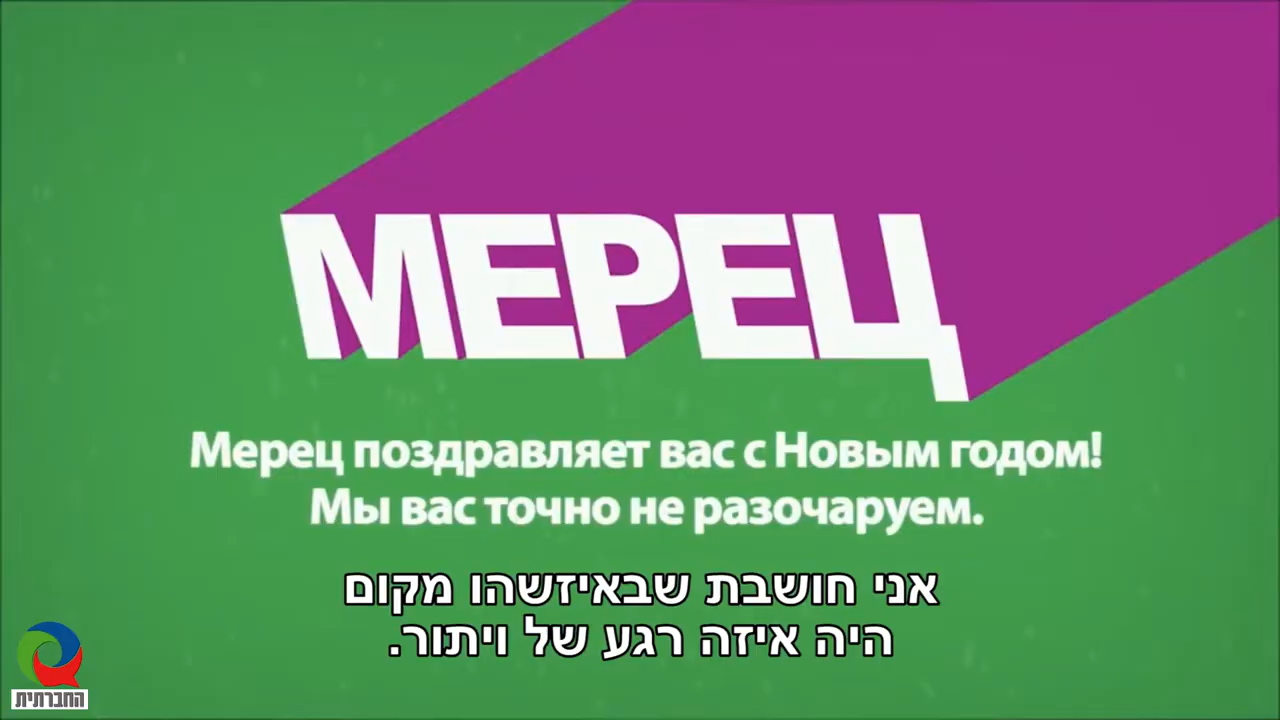 МЕРЕЦ
Мерец поздравляет вас с Новым годом!
Мы вас точно не разочаруем.
אני חושבת שבאיזשהו מקום
היה איזה רגע של ויתור.
החברתית